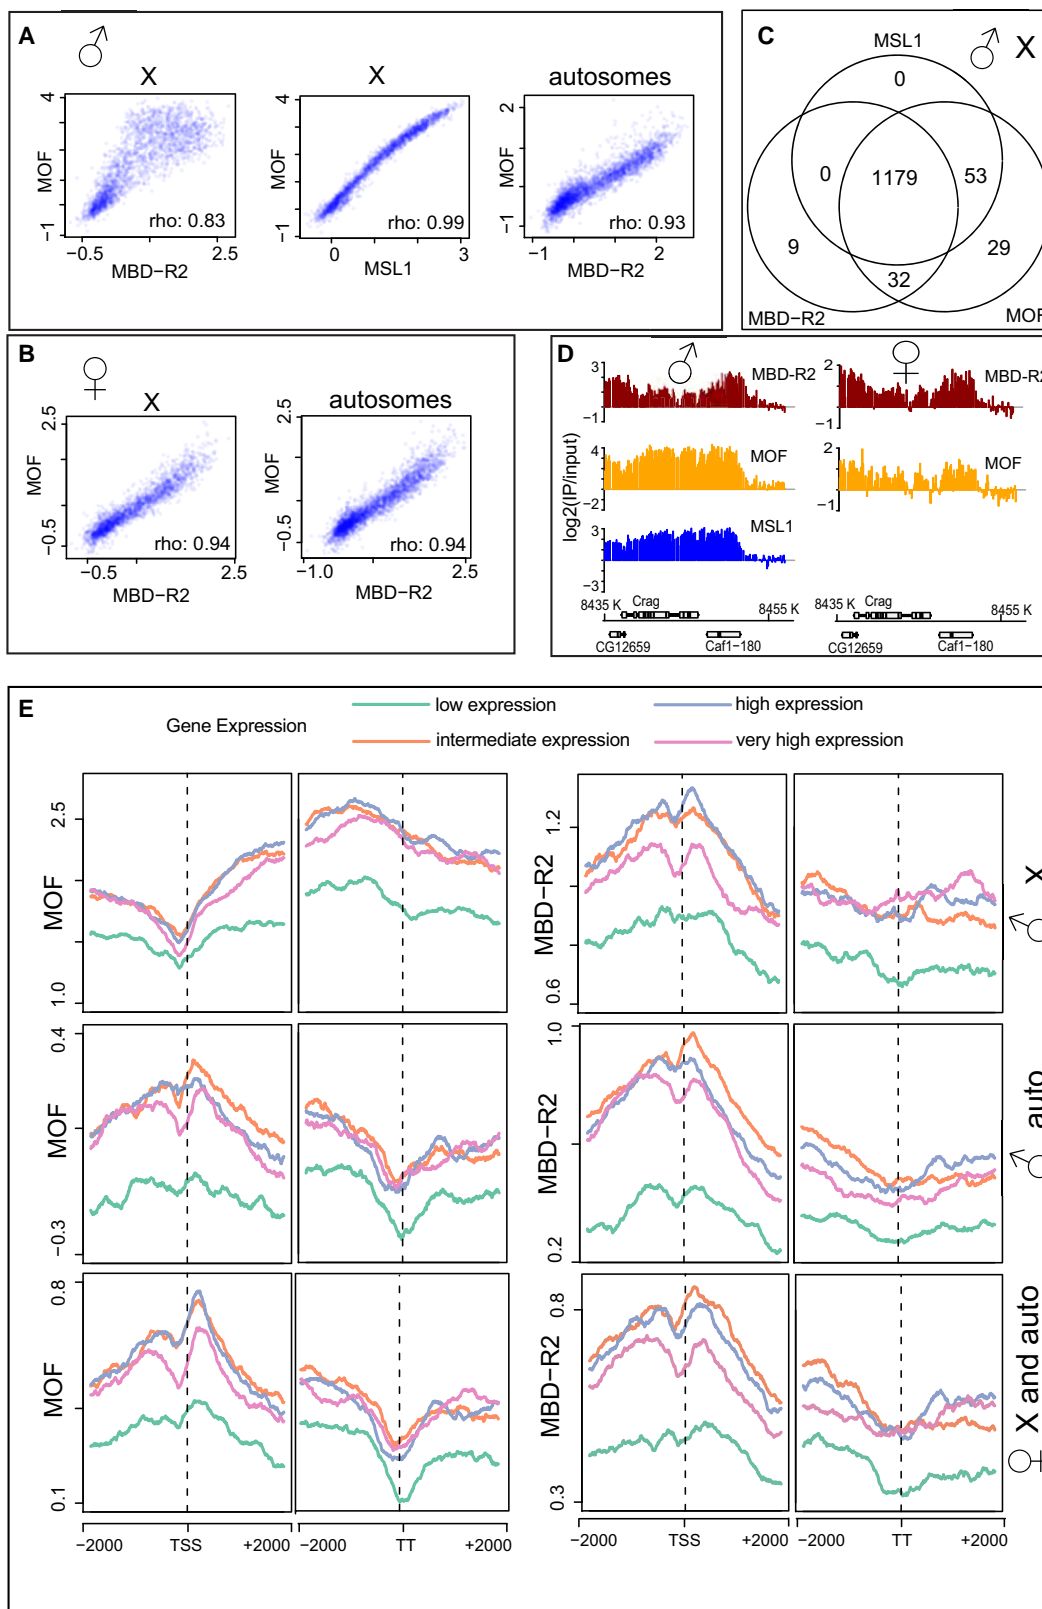 A
♂
X
X
autosomes
4
−1
MOF
rho: 0.83
−0.5
2.5
MBD−R2
4
−1
MOF
rho: 0.99
0
3
MSL1
2
−1
MOF
rho: 0.93
−1
2
MBD−R2
C
MSL1
♂ X
0
0
1179
53
9
32
29
MBD−R2
MOF
B
♀
X
autosomes
2.5
−0.5
MOF
rho: 0.94
−0.5
2.5
MBD−R2
2.5
−0.5
MOF
rho: 0.94
−1.0
2.5
MBD−R2
D
♂
♀
log2(IP/input)
3
−1
MBD-R2
2
−1
MBD-R2
4
−2
MOF
2
−1
MOF
3
−3
MSL1
8435 K
Crag
8455 K
CG12659
Caf1−180
8435 K
Crag
8455 K
CG12659
Caf1−180
E
Gene Expression
low expression
high expression
intermediate expression
very high expression
MOF
2.5
1.0
MBD−R2
1.2
0.6
♂ X
MOF
0.4
−0.3
MBD−R2
1.0
0.2
♂ auto
MOF
0.8
0.1
MBD−R2
0.8
0.3
♀ X and auto
−2000
TSS
+2000
−2000
TT
+2000
−2000
TSS
+2000
−2000
TT
+2000